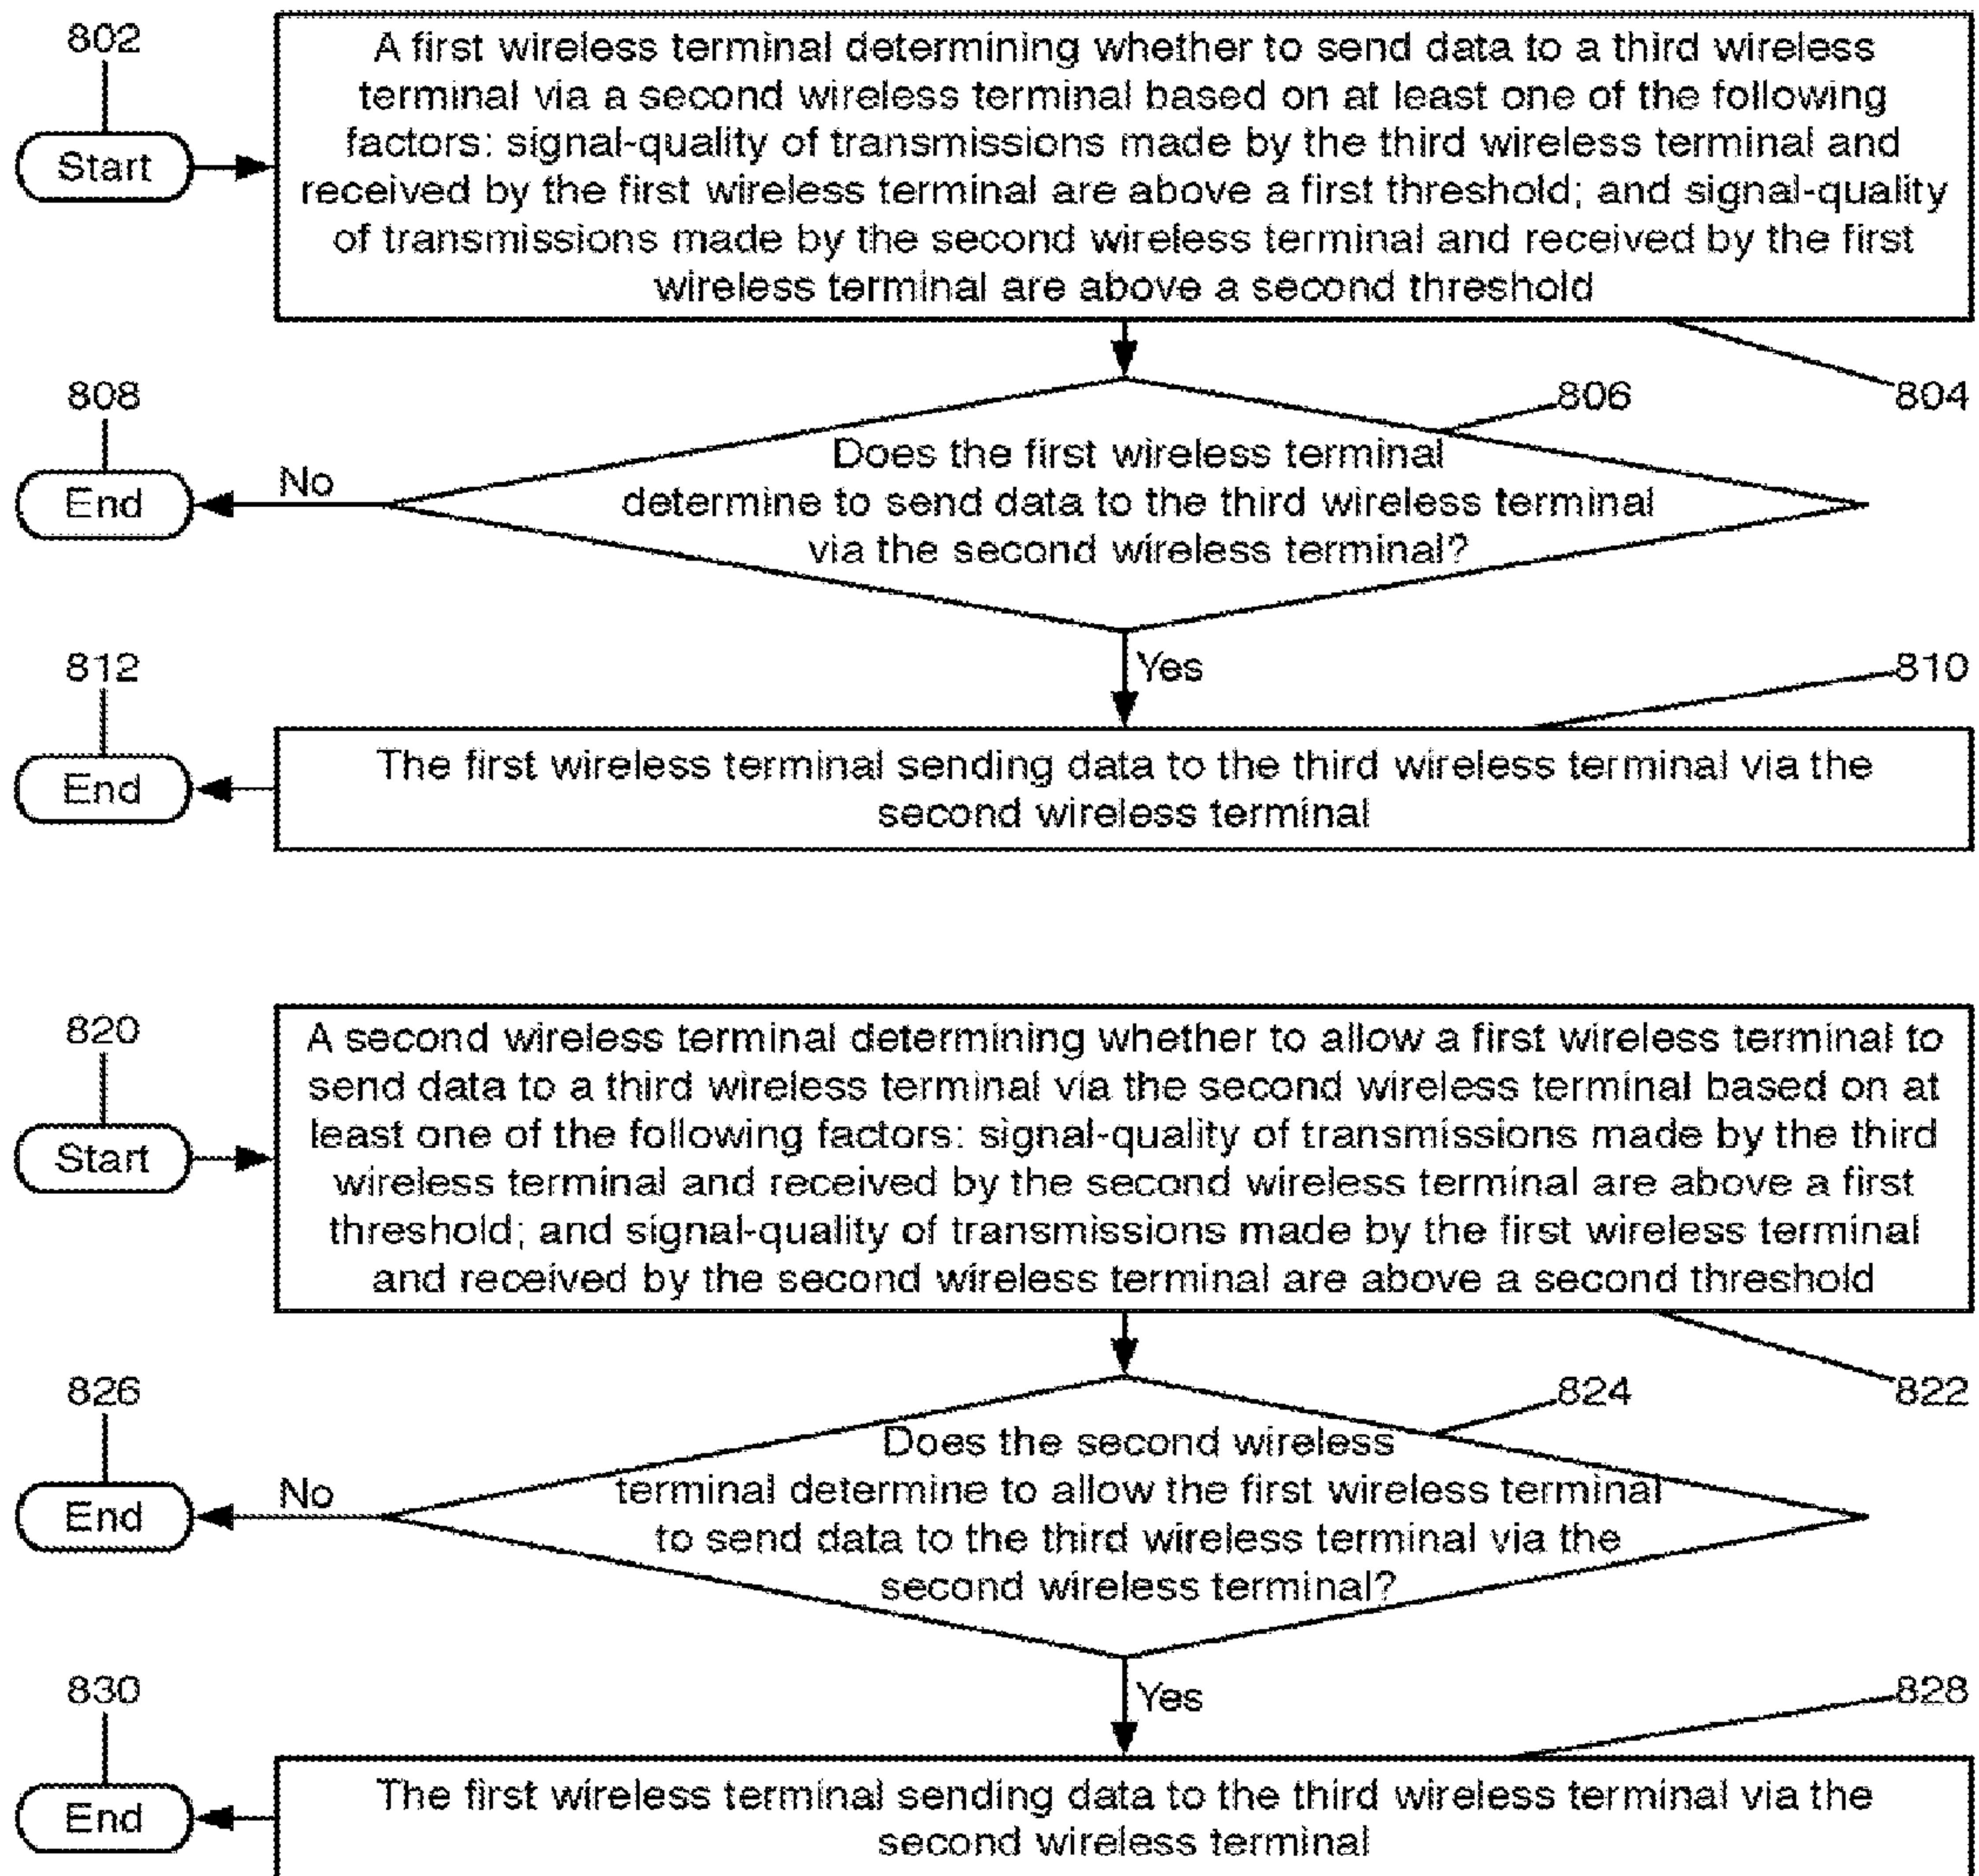 802
Start
A first wireless terminal determining whether to send data to a third wireless
terminal via a second wireless terminal based on at least one of the following
factors: signal-quality of transmissions made by the third wireless terminal and
received by the first wireless terminal are above a first threshold; and signal-quality
of transmissions made by the second wireless terminal and received by the first
wireless terminal are above a second threshold
804
806
Does the first wireless terminal
determine to send data to the third wireless terminal
via the second wireless terminal?
808
No
End
Yes
810
The first wireless terminal sending data to the third wireless terminal via the
second wireless terminal
812
End
820
Start
A second wireless terminal determining whether to allow a first wireless terminal to
send data to a third wireless terminal via the second wireless terminal based on at
least one of the following factors: signal-quality of transmissions made by the third
wireless terminal and received by the second wireless terminal are above a first
threshold; and signal-quality of transmissions made by the first wireless terminal
and received by the second wireless terminal are above a second threshold
822
824
Does the second wireless
terminal determine to allow the first wireless terminal
to send data to the third wireless terminal via the
second wireless terminal?
826
No
End
Yes
828
The first wireless terminal sending data to the third wireless terminal via the
second wireless terminal
830
End